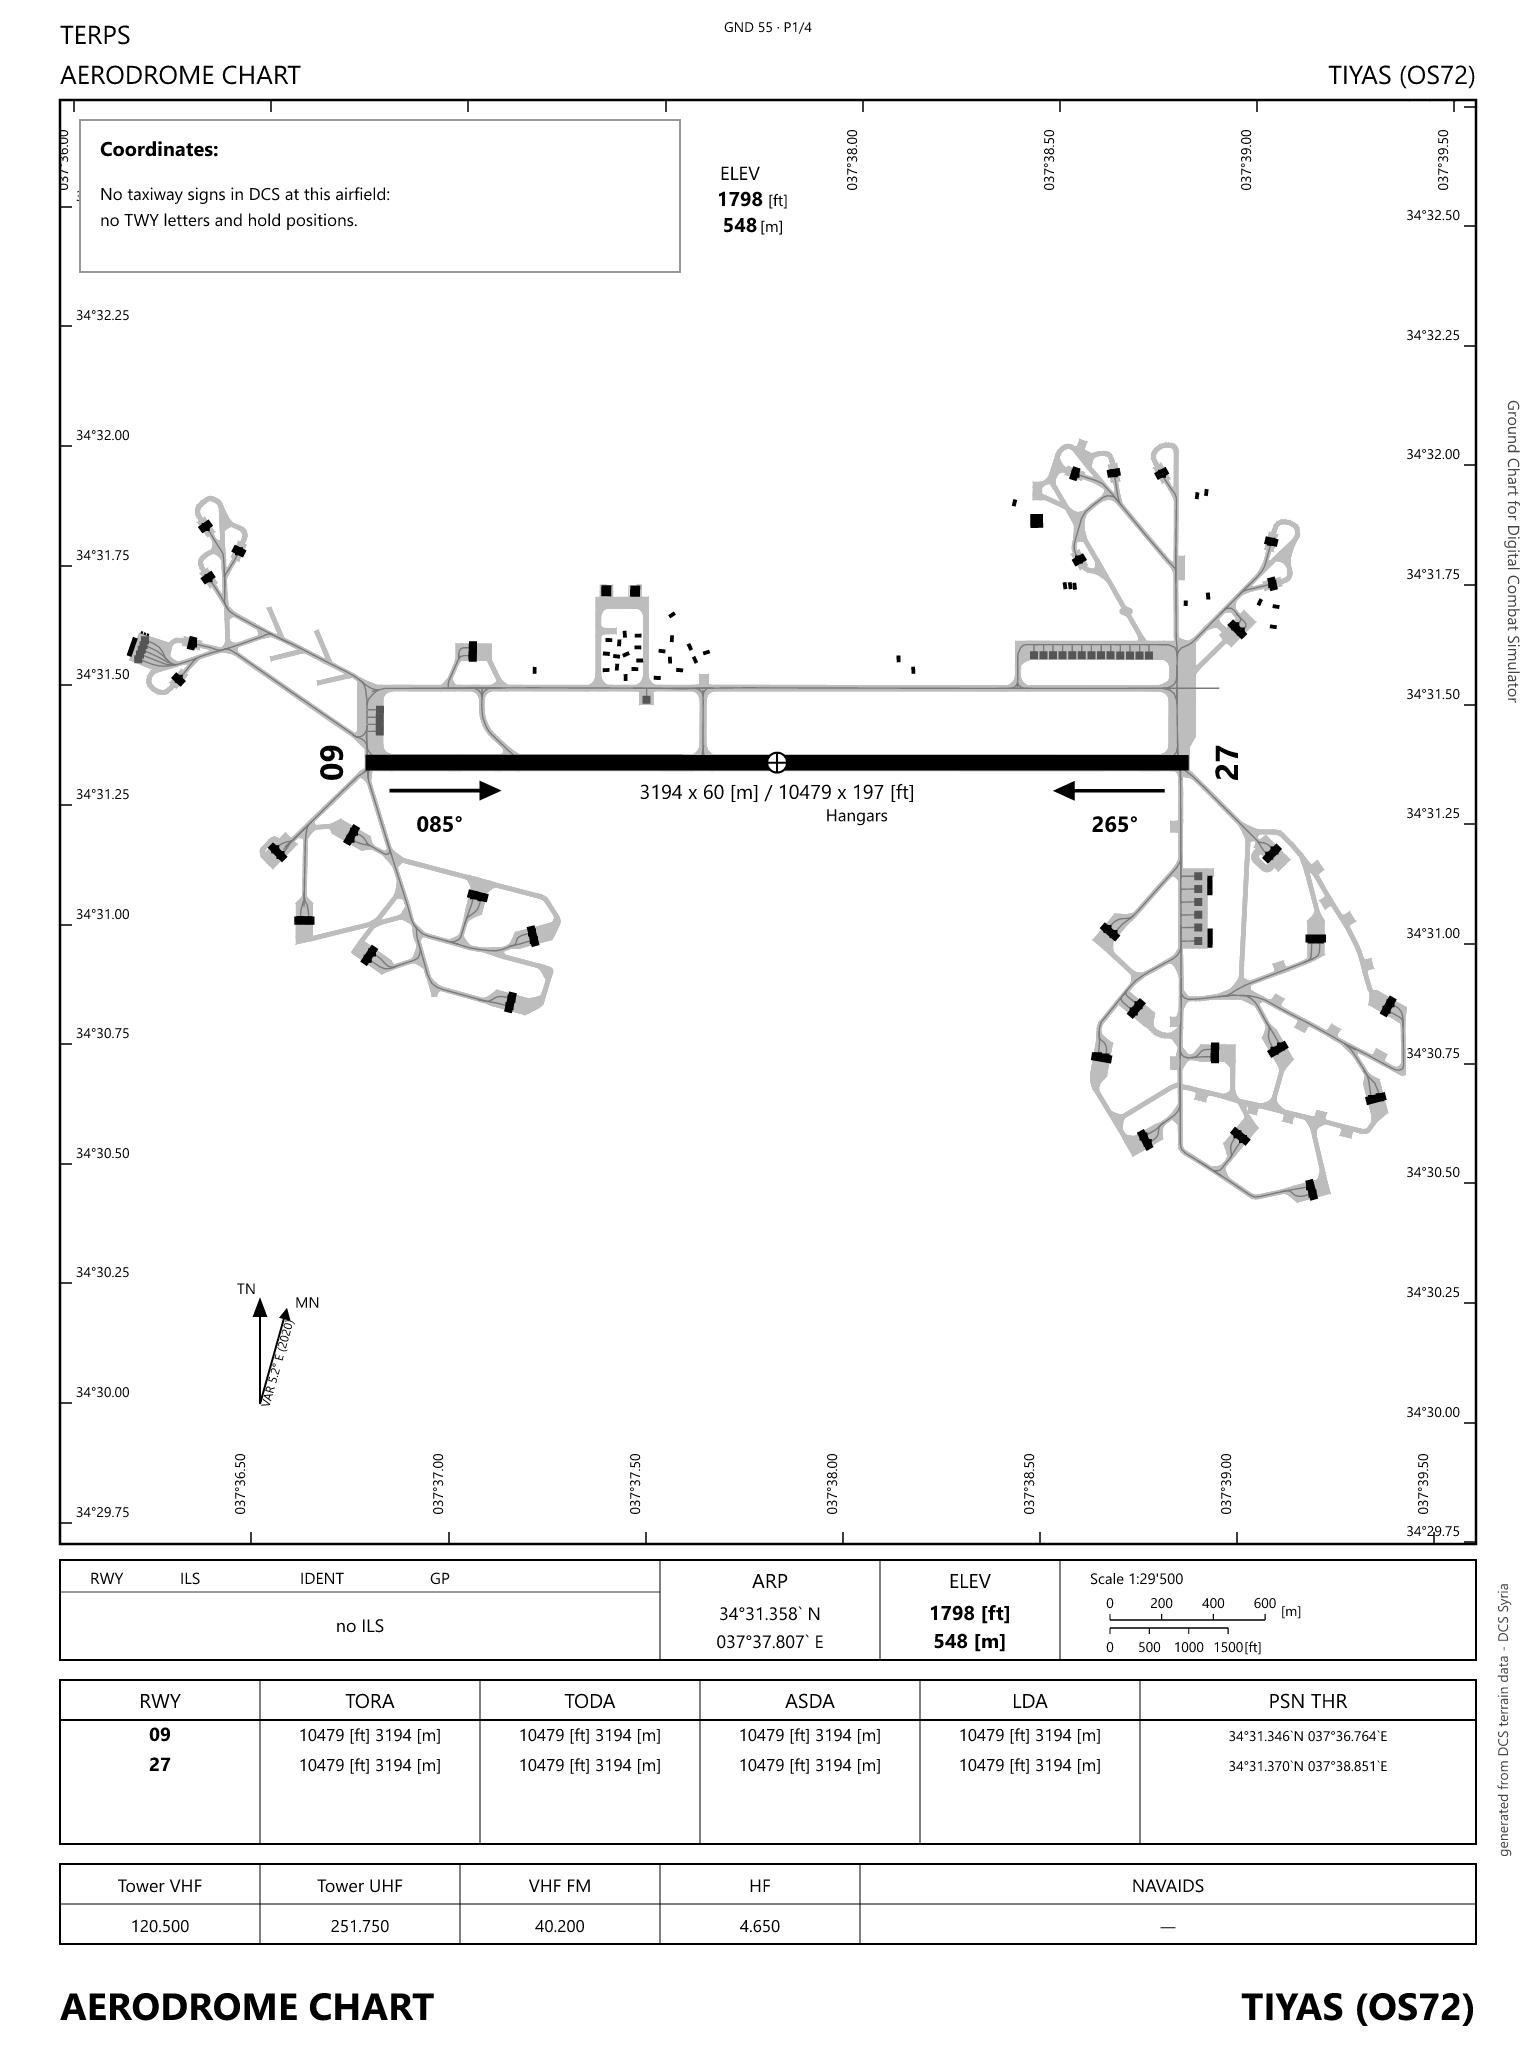 GND 55 · P1/4
TERPS
AERODROME CHART
TIYAS (OS72)
037°36.00
037°38.00
037°38.50
037°39.00
037°39.50
Coordinates:
No taxiway signs in DCS at this airfield:
no TWY letters and hold positions.
ELEV
1798 [ft]
548 [m]
34°32.50
34°32.25
34°32.25
34°32.00
34°32.00
34°31.75
34°31.75
34°31.50
34°31.50
09
27
3194 x 60 [m] / 10479 x 197 [ft]
Hangars
085°
265°
34°31.25
34°31.25
34°31.00
34°31.00
34°30.75
34°30.75
34°30.50
34°30.50
34°30.25
34°30.25
TN
MN
VAR 5.2° E (2020)
34°30.00
34°30.00
037°36.50
037°37.00
037°37.50
037°38.00
037°38.50
037°39.00
037°39.50
34°29.75
34°29.75
Ground Chart for Digital Combat Simulator
RWY ILS IDENT GP
no ILS
ARP
34°31.358` N
037°37.807` E
ELEV
1798 [ft]
548 [m]
Scale 1:29'500
0 200 400 600 [m]
0 500 1000 1500[ft]
generated from DCS terrain data - DCS Syria
RWY TORA TODA ASDA LDA PSN THR
09 10479 [ft] 3194 [m] 10479 [ft] 3194 [m] 10479 [ft] 3194 [m] 10479 [ft] 3194 [m] 34°31.346`N 037°36.764`E
27 10479 [ft] 3194 [m] 10479 [ft] 3194 [m] 10479 [ft] 3194 [m] 10479 [ft] 3194 [m] 34°31.370`N 037°38.851`E
Tower VHF Tower UHF VHF FM HF NAVAIDS
120.500 251.750 40.200 4.650 —
AERODROME CHART
TIYAS (OS72)